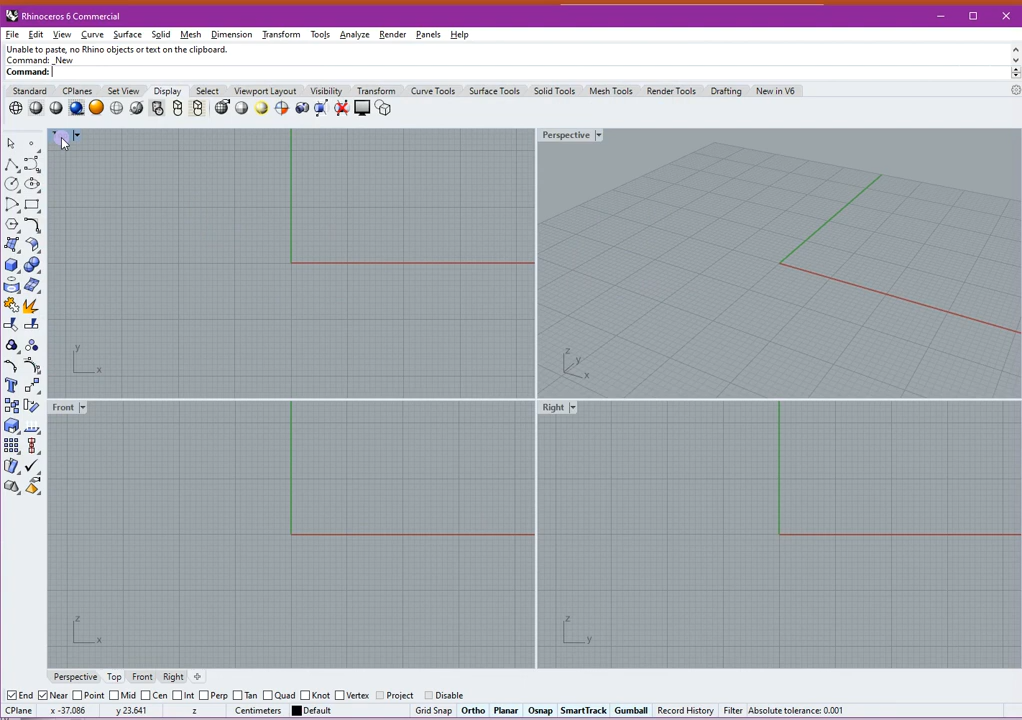 Rhinoceros 6 Commercial
File Edit View Curve Surface Solid Mesh Dimension Transform Tools Analyze Render Panels Help
Unable to paste, no Rhino objects or text on the clipboard.
Command: _New
Command:
Standard CPlanes Set View Display Select Viewport Layout Visibility Transform Curve Tools Surface Tools Solid Tools Mesh Tools Render Tools Drafting New in V6
Perspective
y
x
z
y
x
Front
Right
z
x
z
y
Perspective Top Front Right
End Near Point Mid Cen Int Perp Tan Quad Knot Vertex Project Disable
CPlane x -37.086 y 23.641 z Centimeters Default Grid Snap Ortho Planar Osnap SmartTrack Gumball Record History Filter Absolute tolerance: 0.001